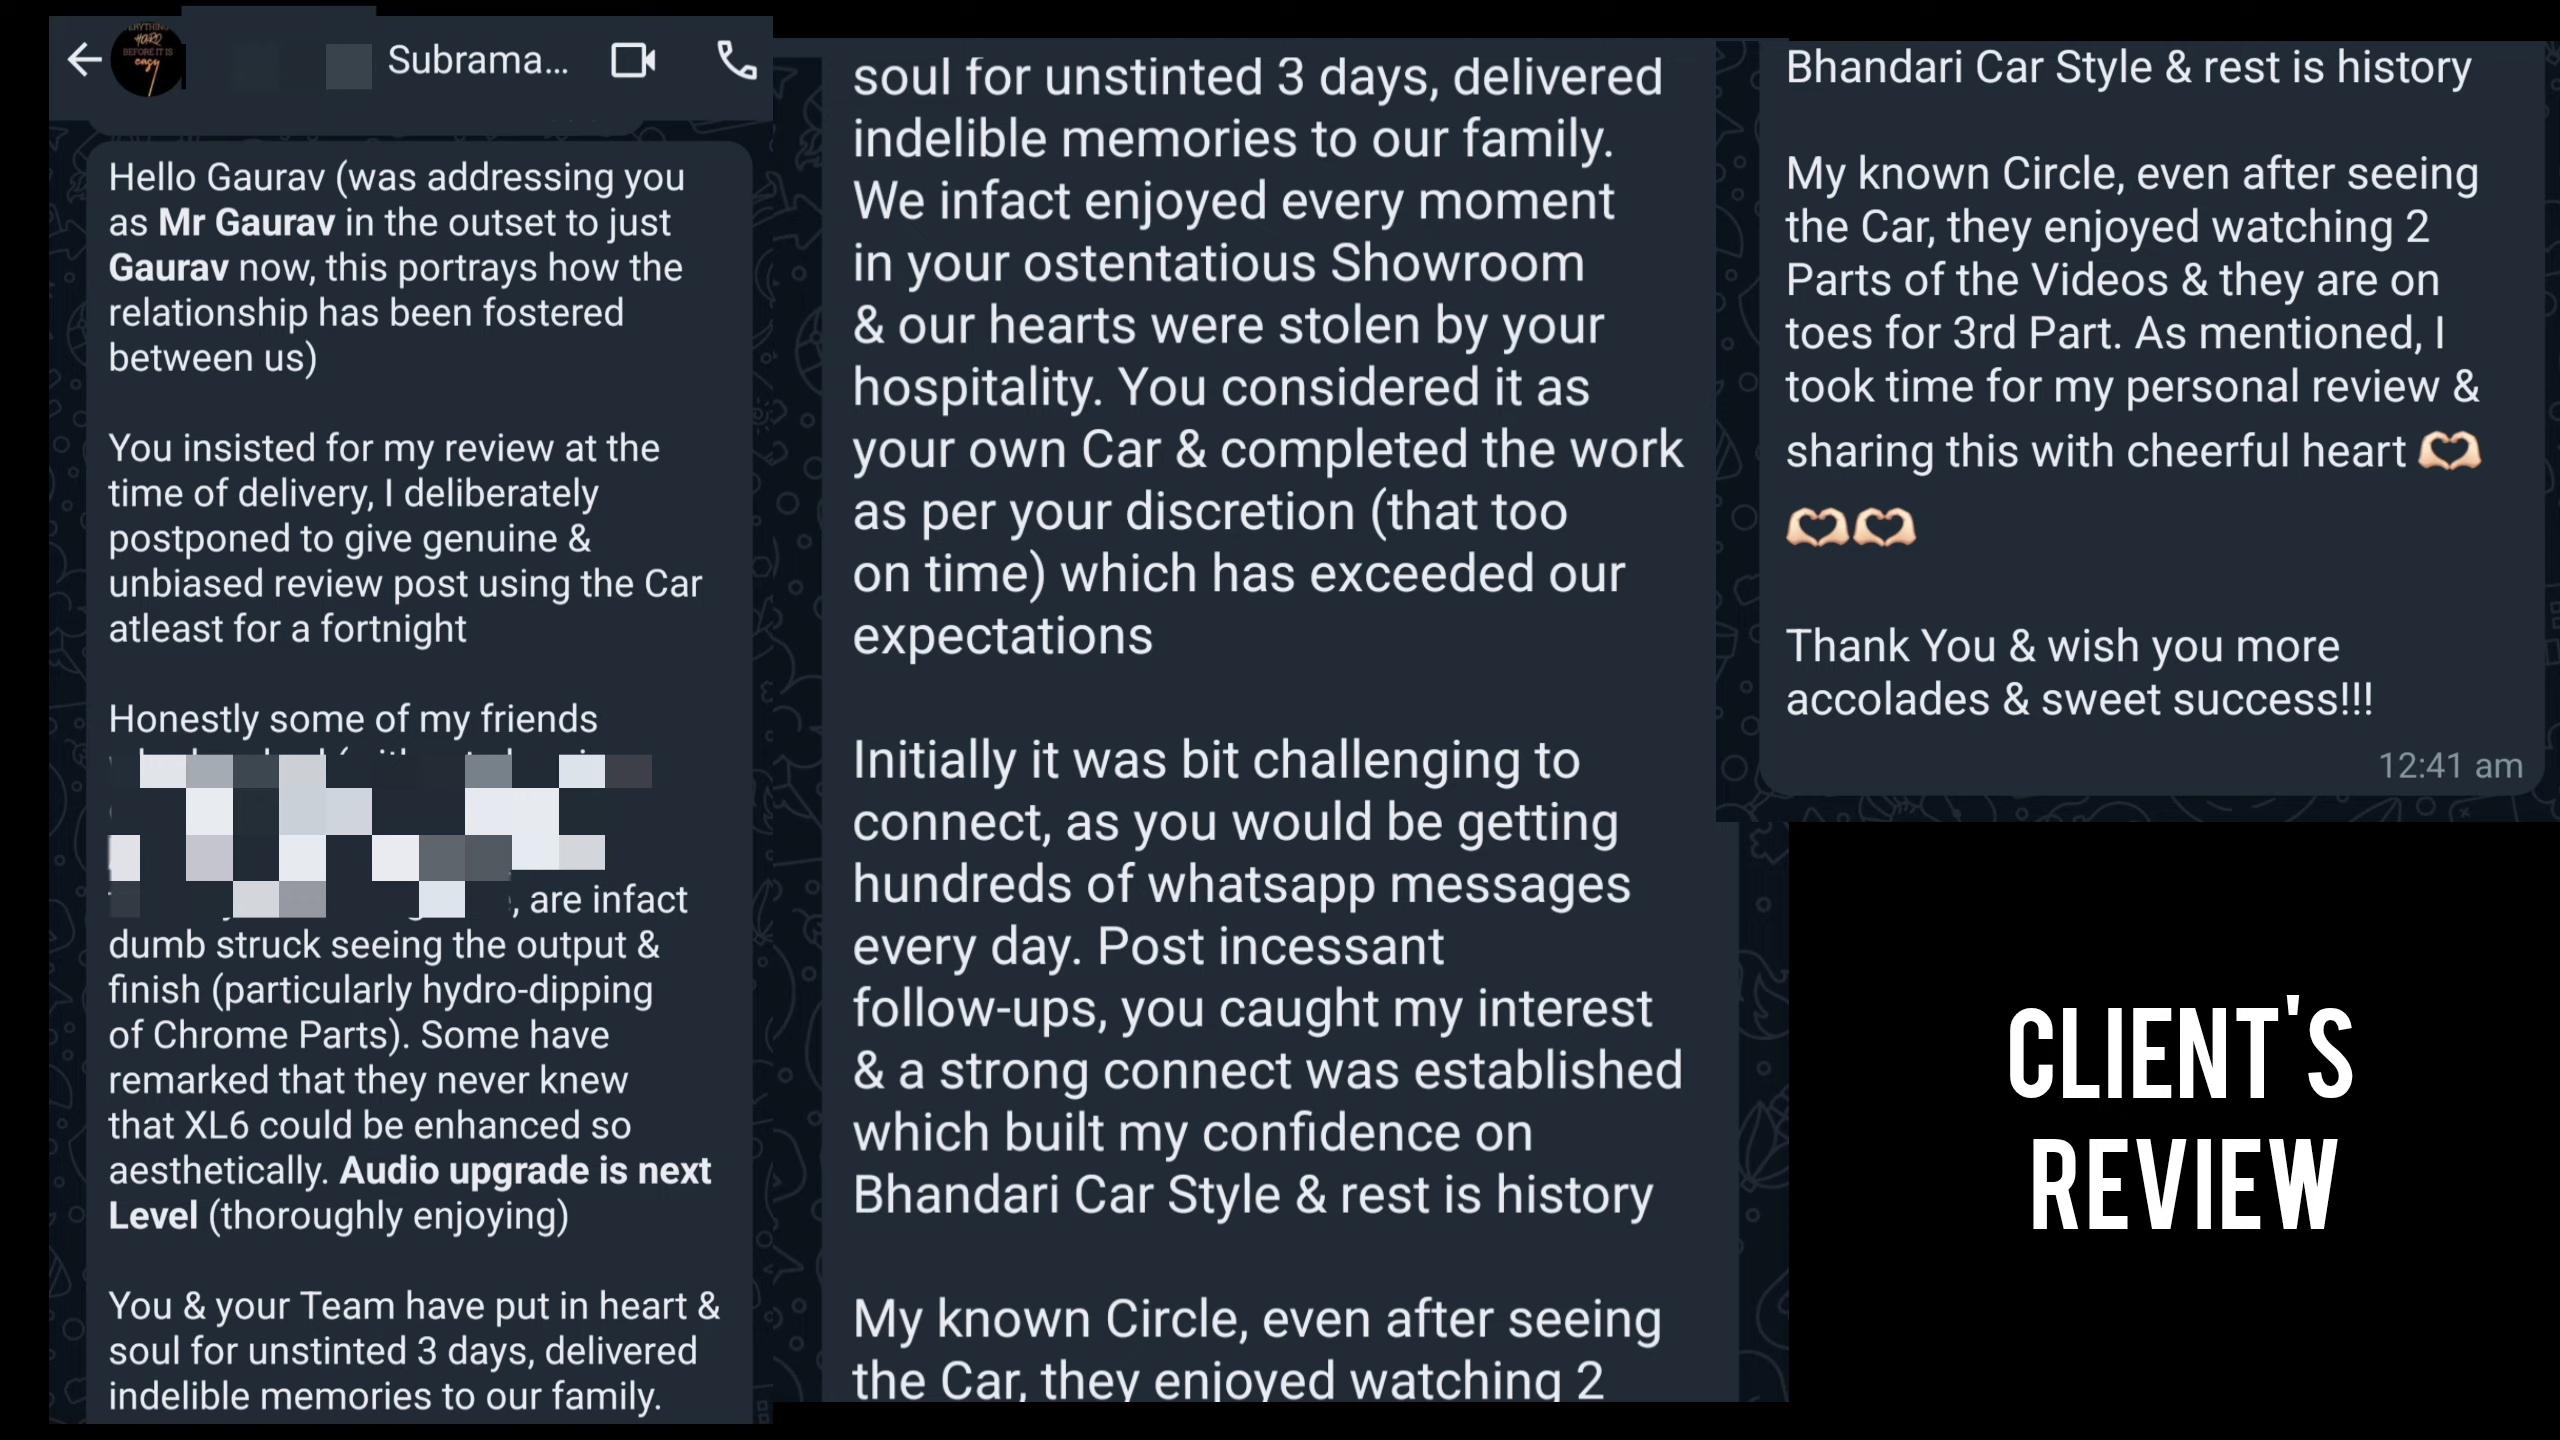 EVERYTHING
HARD
BEFORE IT IS
easy
Subrama...
Hello Gaurav (was addressing you
as Mr Gaurav in the outset to just
Gaurav now, this portrays how the
relationship has been fostered
between us)
You insisted for my review at the
time of delivery, I deliberately
postponed to give genuine &
unbiased review post using the Car
atleast for a fortnight
Honestly some of my friends
, are infact
dumb struck seeing the output &
finish (particularly hydro-dipping
of Chrome Parts). Some have
remarked that they never knew
that XL6 could be enhanced so
aesthetically. Audio upgrade is next
Level (thoroughly enjoying)
You & your Team have put in heart &
soul for unstinted 3 days, delivered
indelible memories to our family.
soul for unstinted 3 days, delivered
indelible memories to our family.
We infact enjoyed every moment
in your ostentatious Showroom
& our hearts were stolen by your
hospitality. You considered it as
your own Car & completed the work
as per your discretion (that too
on time) which has exceeded our
expectations
Initially it was bit challenging to
connect, as you would be getting
hundreds of whatsapp messages
every day. Post incessant
follow-ups, you caught my interest
& a strong connect was established
which built my confidence on
Bhandari Car Style & rest is history
My known Circle, even after seeing
the Car, they enjoyed watching 2
Bhandari Car Style & rest is history
My known Circle, even after seeing
the Car, they enjoyed watching 2
Parts of the Videos & they are on
toes for 3rd Part. As mentioned, I
took time for my personal review &
sharing this with cheerful heart 🫶🏻
🫶🏻🫶🏻
Thank You & wish you more
accolades & sweet success!!!
12:41 am
CLIENT'S
REVIEW